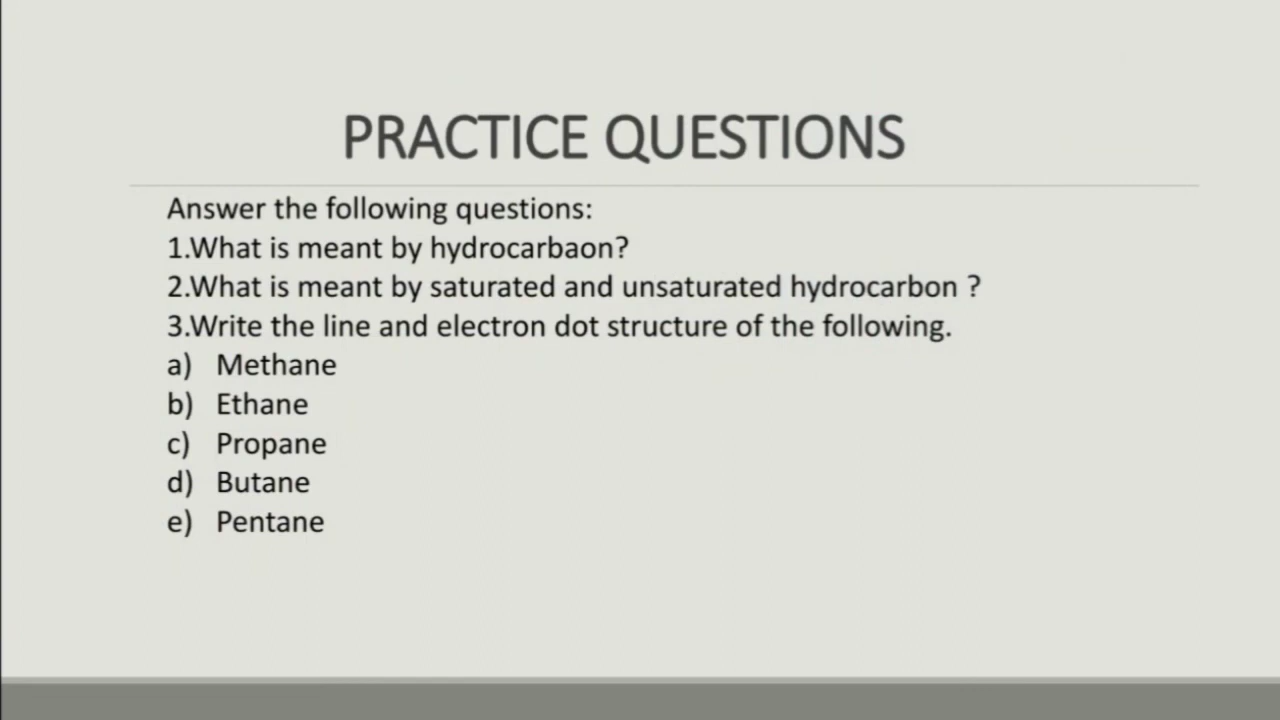 PRACTICE QUESTIONS
Answer the following questions:
1.What is meant by hydrocarbaon?
2.What is meant by saturated and unsaturated hydrocarbon ?
3.Write the line and electron dot structure of the following.
a) Methane
b) Ethane
c) Propane
d) Butane
e) Pentane